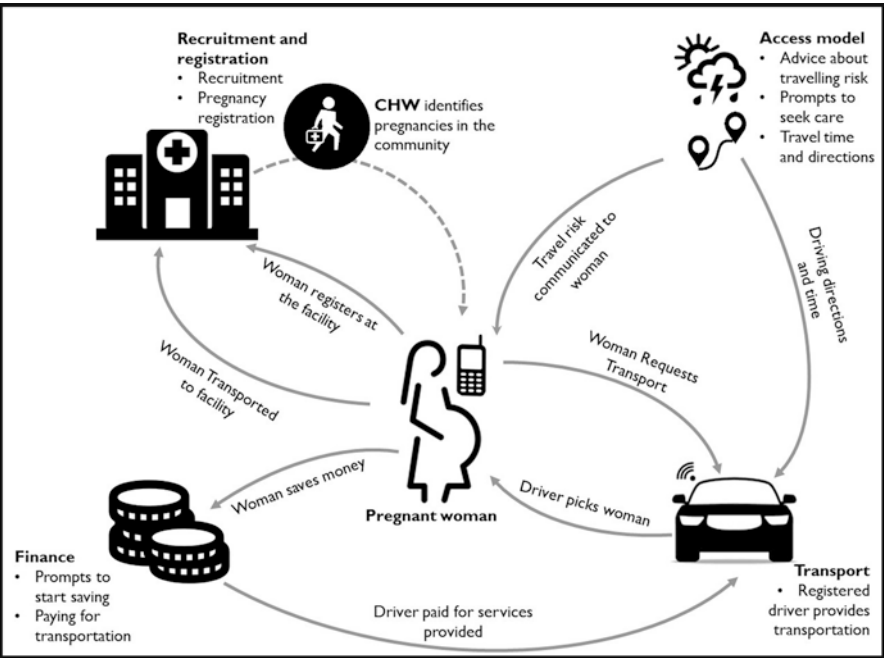 Recruitment and
registration
• Recruitment
• Pregnancy
registration
CHW identifies
pregnancies in the
community
Access model
• Advice about
travelling risk
• Prompts to
seek care
• Travel time
and directions
Travel risk
communicated to
woman
Driving directions
and time
Woman registers at
the facility
Woman Transported
to facility
Woman Requests
Transport
Woman saves money
Driver picks woman
Pregnant woman
Finance
• Prompts to
start saving
• Paying for
transportation
Driver paid for services
provided
Transport
• Registered
driver provides
transportation